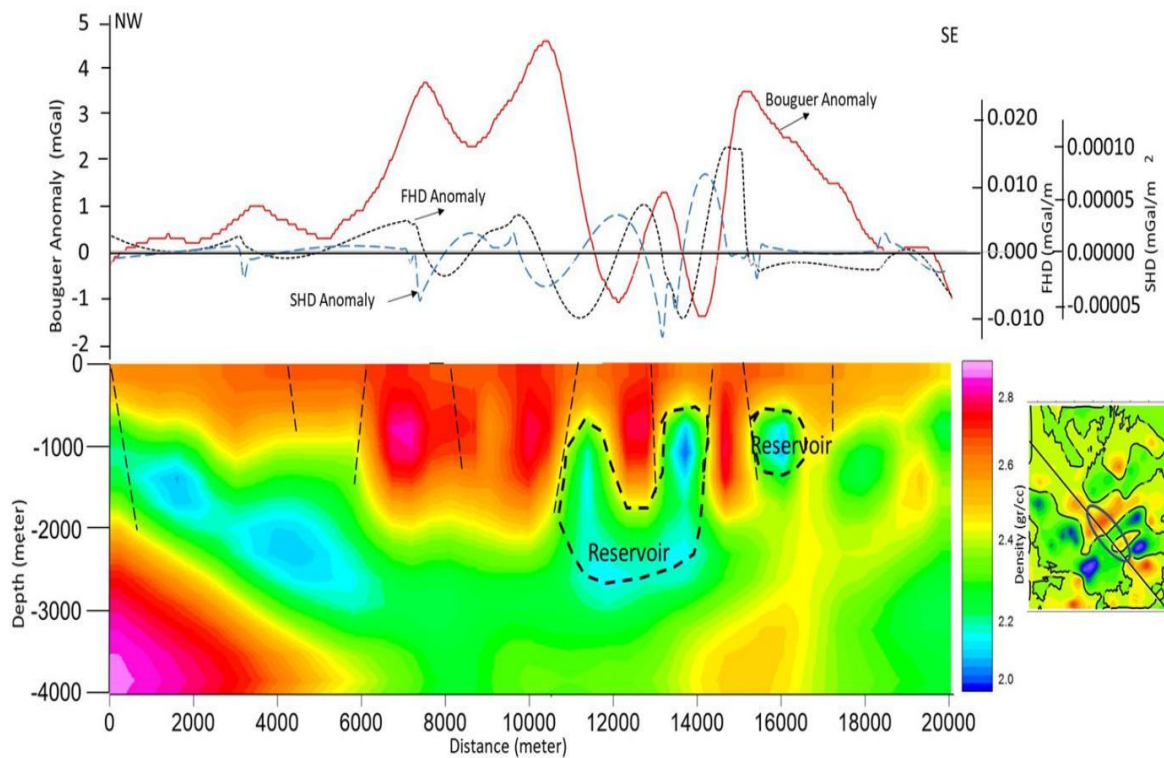 NW
SE
5
4
3
2
1
0
-1
-2
Bouguer Anomaly (mGal)
Bouguer Anomaly
FHD Anomaly
SHD Anomaly
0.020
0.010
0.000
-0.010
FHD (mGal/m
0.00010
0.00005
0.00000
-0.00005
SHD (mGal/m
2
0
-1000
-2000
-3000
-4000
Depth (meter)
Reservoir
Reservoir
2.8
2.6
2.4
2.2
2.0
Density (gr/cc)
0
2000
4000
6000
8000
10000
12000
14000
16000
18000
20000
Distance (meter)